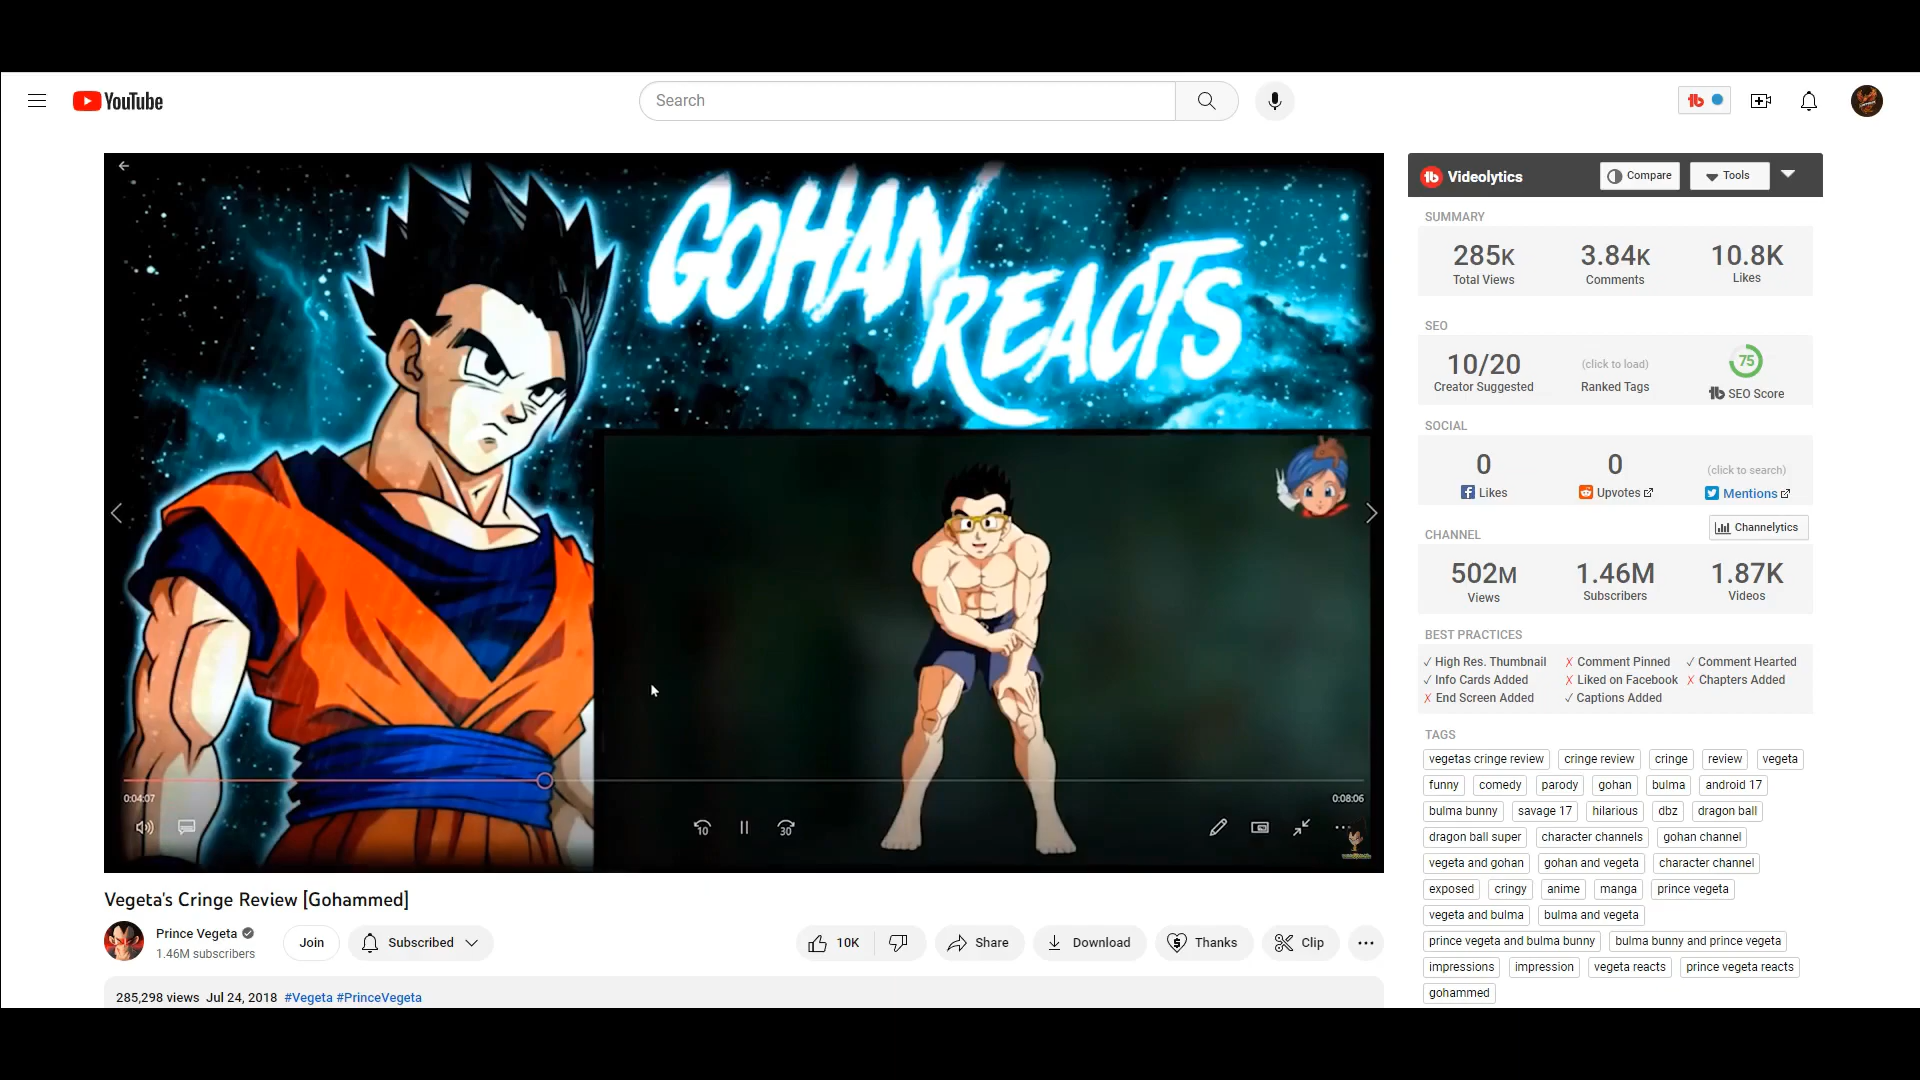 YouTube
Search
GOHAN
REACTS
0:04:07
0:08:06
10
30
Vegeta's Cringe Review [Gohammed]
Prince Vegeta
1.46M subscribers
Join
Subscribed
10K
Share
Download
Thanks
Clip
285,298 views Jul 24, 2018 #Vegeta #PrinceVegeta
Videolytics
Compare
Tools
SUMMARY
285K
Total Views
3.84K
Comments
10.8K
Likes
SEO
10/20
Creator Suggested
(click to load)
Ranked Tags
75
SEO Score
SOCIAL
0
Likes
0
Upvotes
(click to search)
Mentions
CHANNEL
Channelytics
502M
Views
1.46M
Subscribers
1.87K
Videos
BEST PRACTICES
✓ High Res. Thumbnail ✗ Comment Pinned ✓ Comment Hearted
✓ Info Cards Added ✗ Liked on Facebook ✗ Chapters Added
✗ End Screen Added ✓ Captions Added
TAGS
vegetas cringe review cringe review cringe review vegeta
funny comedy parody gohan bulma android 17
bulma bunny savage 17 hilarious dbz dragon ball
dragon ball super character channels gohan channel
vegeta and gohan gohan and vegeta character channel
exposed cringy anime manga prince vegeta
vegeta and bulma bulma and vegeta
prince vegeta and bulma bunny bulma bunny and prince vegeta
impressions impression vegeta reacts prince vegeta reacts
gohammed